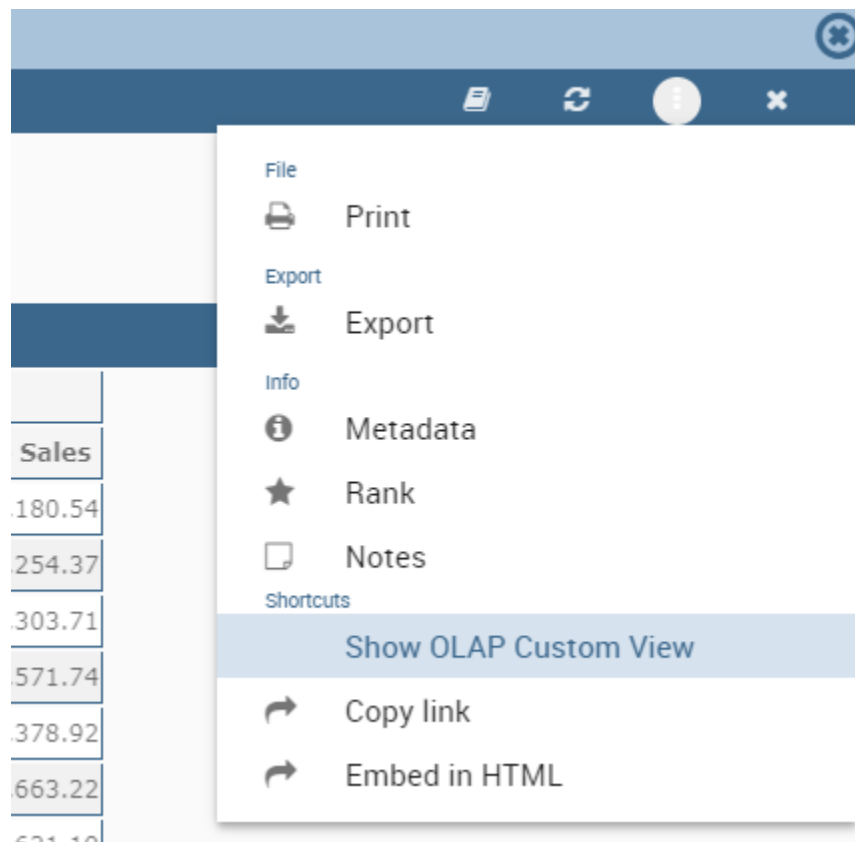 File
Print
Export
Export
Info
Metadata
Rank
Notes
Shortcuts
Show OLAP Custom View
Copy link
Embed in HTML
Sales
.180.54
.254.37
.303.71
.571.74
.378.92
.663.22